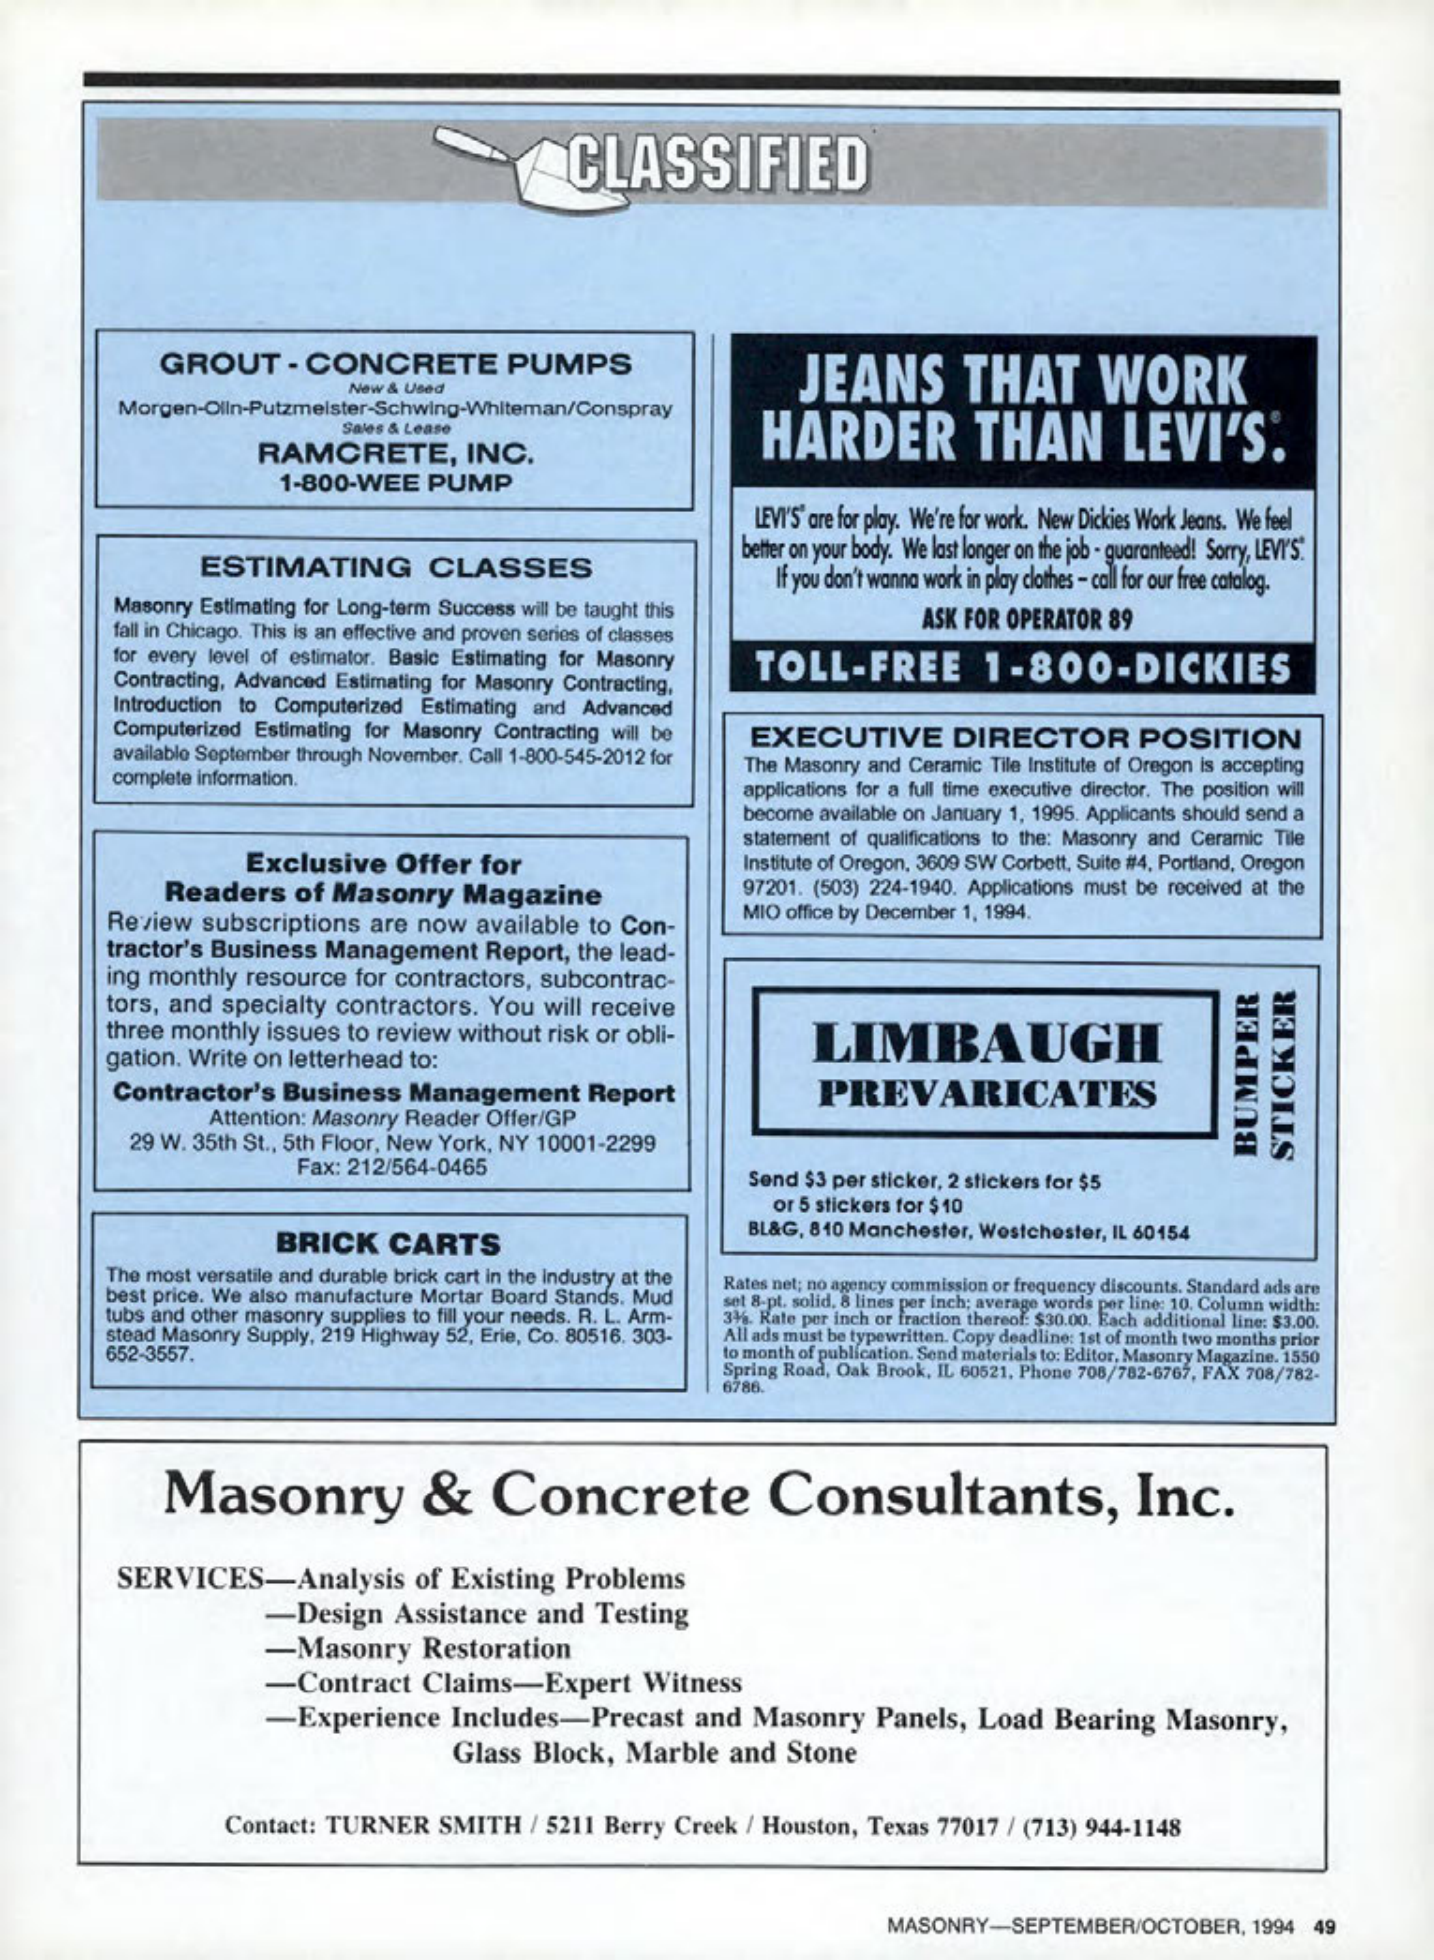 CLASSIFIED
GROUT - CONCRETE PUMPS
New & Used
Morgen-Olin-Putzmeister-Schwing-Whiteman/Conspray
Sales & Lease
RAMCRETE, INC.
1-800-WEE PUMP
ESTIMATING CLASSES
Masonry Estimating for Long-term Success will be taught this
fall in Chicago. This is an effective and proven series of classes
for every level of estimator. Basic Estimating for Masonry
Contracting, Advanced Estimating for Masonry Contracting,
Introduction to Computerized Estimating and Advanced
Computerized Estimating for Masonry Contracting will be
available September through November. Call 1-800-545-2012 for
complete information.
Exclusive Offer for
Readers of Masonry Magazine
Review subscriptions are now available to Con-
tractor's Business Management Report, the lead-
ing monthly resource for contractors, subcontrac-
tors, and specialty contractors. You will receive
three monthly issues to review without risk or obli-
gation. Write on letterhead to:
Contractor's Business Management Report
Attention: Masonry Reader Offer/GP
29 W. 35th St., 5th Floor, New York, NY 10001-2299
Fax: 212/564-0465
BRICK CARTS
The most versatile and durable brick cart in the industry at the
best price. We also manufacture Mortar Board Stands. Mud
tubs and other masonry supplies to fill your needs. R. L. Arm-
stead Masonry Supply, 219 Highway 52, Erie, Co. 80516. 303-
652-3557.
JEANS THAT WORK
HARDER THAN LEVI'S®.
LEVI'S® are for play. We're for work. New Dickies Work Jeans. We feel
better on your body. We last longer on the job - guaranteed! Sorry, LEVI'S®.
If you don't wanna work in play clothes – call for our free catalog.
ASK FOR OPERATOR 89
TOLL-FREE 1-800-DICKIES
EXECUTIVE DIRECTOR POSITION
The Masonry and Ceramic Tile Institute of Oregon is accepting
applications for a full time executive director. The position will
become available on January 1, 1995. Applicants should send a
statement of qualifications to the: Masonry and Ceramic Tile
Institute of Oregon, 3609 SW Corbett, Suite #4, Portland, Oregon
97201. (503) 224-1940. Applications must be received at the
MIO office by December 1, 1994.
LIMBAUGH
PREVARICATES
BUMPER
STICKER
Send $3 per sticker, 2 stickers for $5
or 5 stickers for $10
BL&G, 810 Manchester, Westchester, IL 60154
Rates net; no agency commission or frequency discounts. Standard ads are
set 8-pt. solid, 8 lines per inch; average words per line: 10. Column width:
3⅜. Rate per inch or fraction thereof: $30.00. Each additional line: $3.00.
All ads must be typewritten. Copy deadline: 1st of month two months prior
to month of publication. Send materials to: Editor, Masonry Magazine. 1550
Spring Road, Oak Brook, IL 60521, Phone 708/782-6767, FAX 708/782-
6786.
Masonry & Concrete Consultants, Inc.
SERVICES—Analysis of Existing Problems
—Design Assistance and Testing
—Masonry Restoration
—Contract Claims—Expert Witness
—Experience Includes—Precast and Masonry Panels, Load Bearing Masonry,
Glass Block, Marble and Stone
Contact: TURNER SMITH / 5211 Berry Creek / Houston, Texas 77017 / (713) 944-1148
MASONRY—SEPTEMBER/OCTOBER, 1994 49